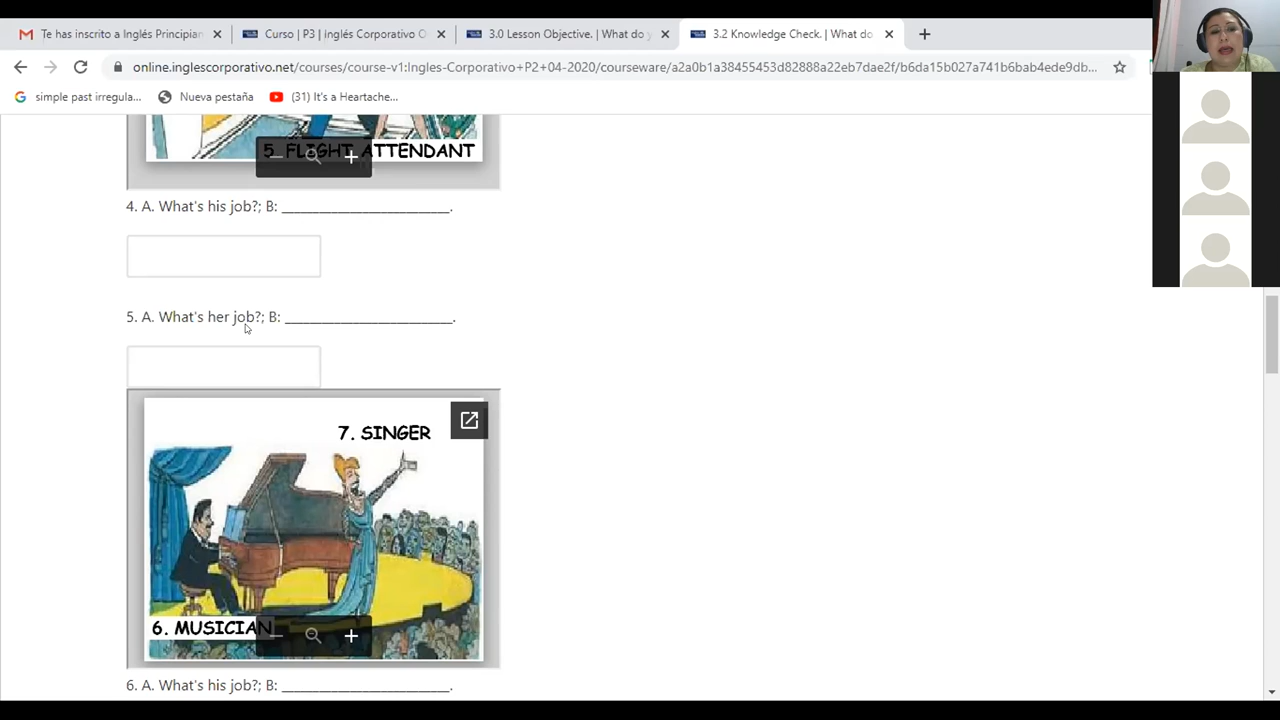 Te has inscrito a Inglés Principian
Curso | P3 | inglés Corporativo O
3.0 Lesson Objective. | What do y
3.2 Knowledge Check. | What do
online.inglescorporativo.net/courses/course-v1:Ingles-Corporativo+P2+04-2020/courseware/a2a0b1a38455453d82888a22eb7dae2f/b6da15b027a741b6bab4ede9db...
simple past irregula...
Nueva pestaña
(31) It's a Heartache...
5 FLIGHT ATTENDANT
4. A. What's his job?; B: ________________________.
5. A. What's her job?; B: ________________________.
7. SINGER
6. MUSICIAN
6. A. What's his job?; B: ________________________.